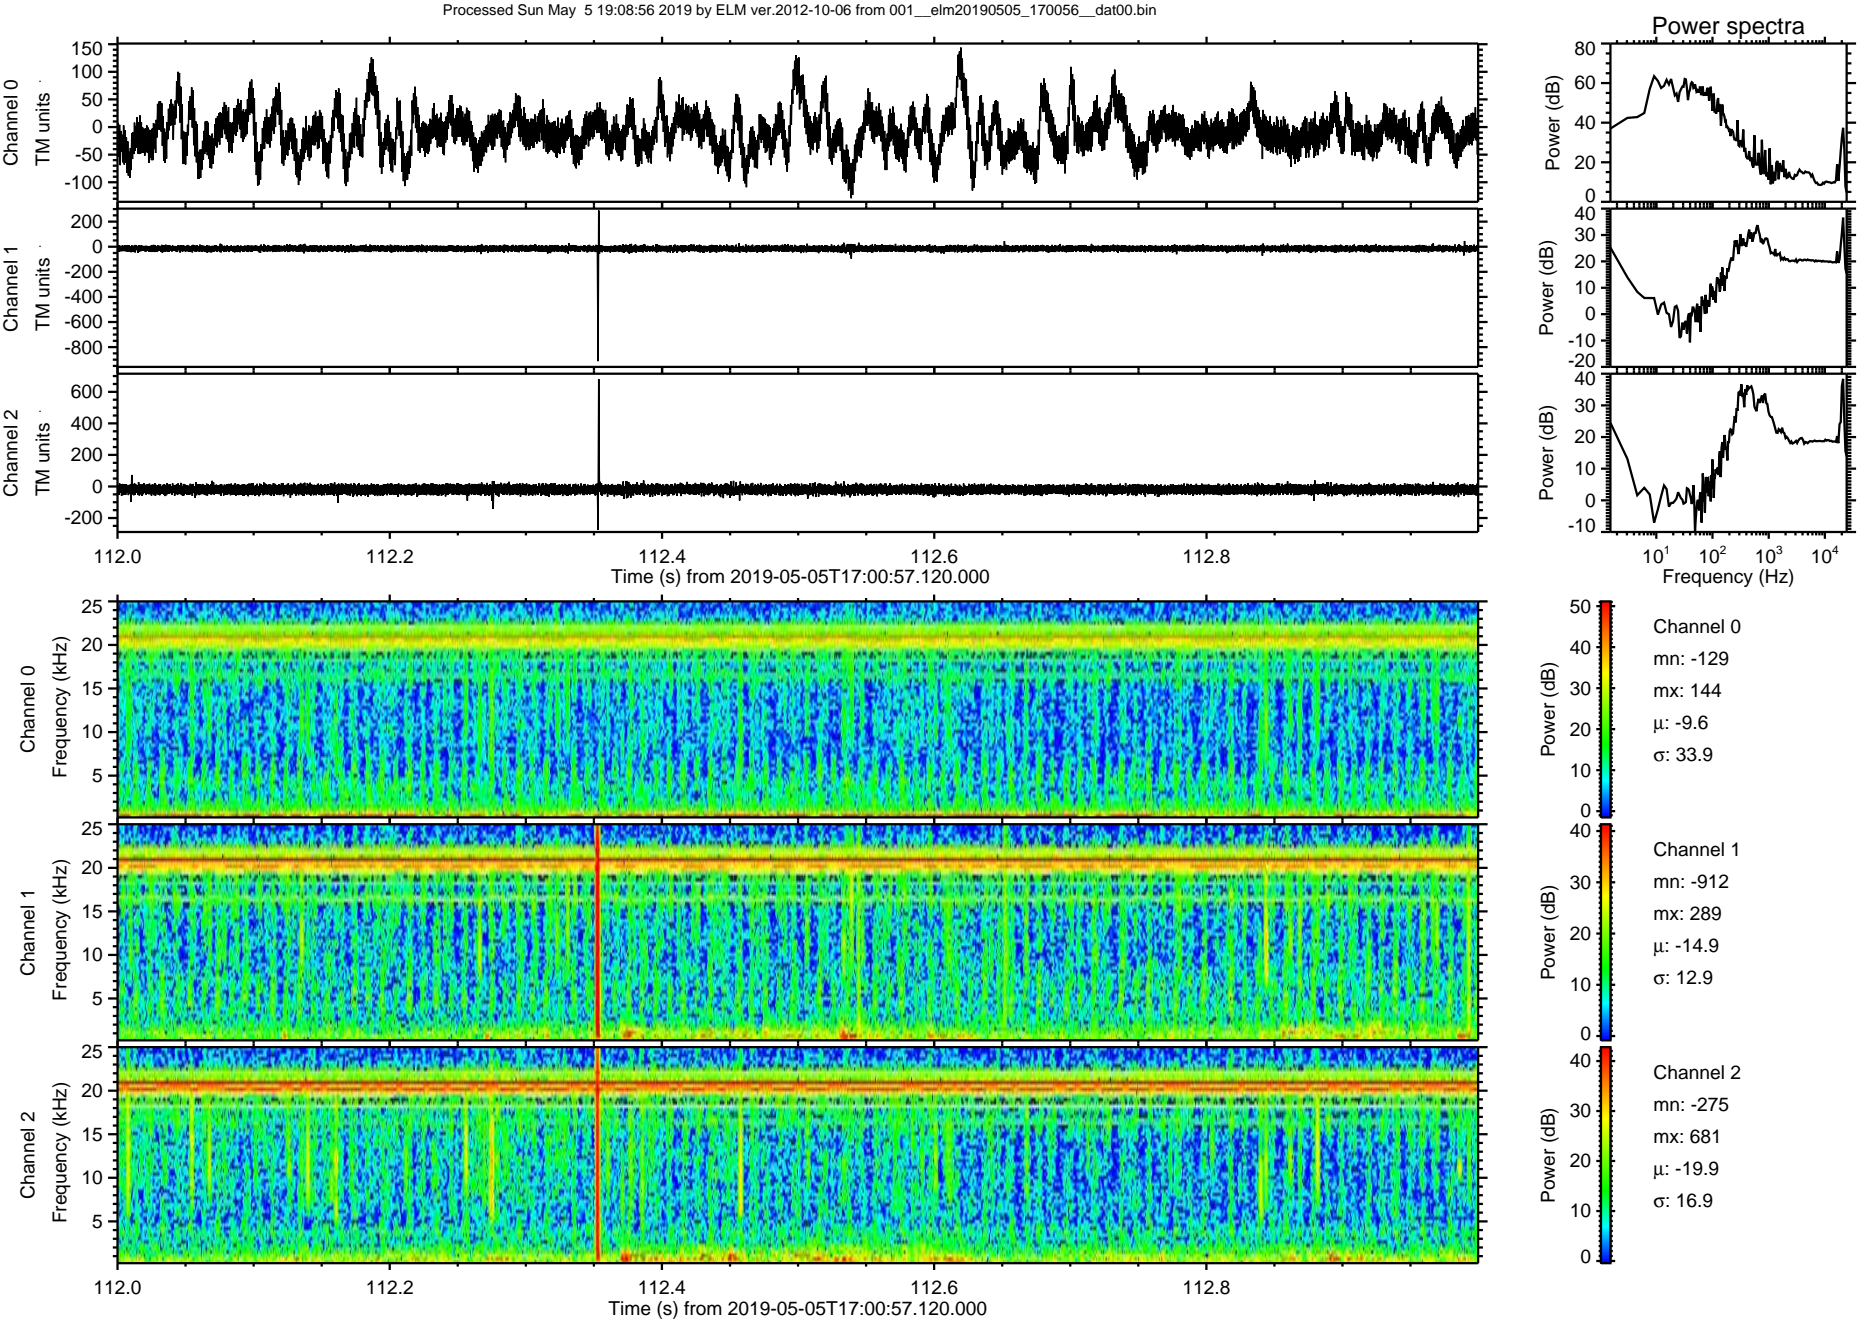 Processed Sun May  5 19:08:56 2019 by ELM ver.2012-10-06 from 001__elm20190505_170056__dat00.bin
Power spectra
Channel 0
TM units
150
100
50
0
-50
-100
Power (dB)
80
60
40
20
0
Channel 1
TM units
200
0
-200
-400
-600
-800
Power (dB)
40
30
20
10
0
-10
-20
Channel 2
TM units
600
400
200
0
-200
Power (dB)
40
30
20
10
0
-10
112.0 112.2 112.4 112.6 112.8
Time (s) from 2019-05-05T17:00:57.120.000
10¹ 10² 10³ 10⁴
Frequency (Hz)
Channel 0
Frequency (kHz)
25
20
15
10
5
Power (dB)
50
40
30
20
10
0
Channel 0
mn: -129
mx: 144
μ: -9.6
σ: 33.9
Channel 1
Frequency (kHz)
25
20
15
10
5
Power (dB)
40
30
20
10
0
Channel 1
mn: -912
mx: 289
μ: -14.9
σ: 12.9
Channel 2
Frequency (kHz)
25
20
15
10
5
Power (dB)
40
30
20
10
0
Channel 2
mn: -275
mx: 681
μ: -19.9
σ: 16.9
112.0 112.2 112.4 112.6 112.8
Time (s) from 2019-05-05T17:00:57.120.000